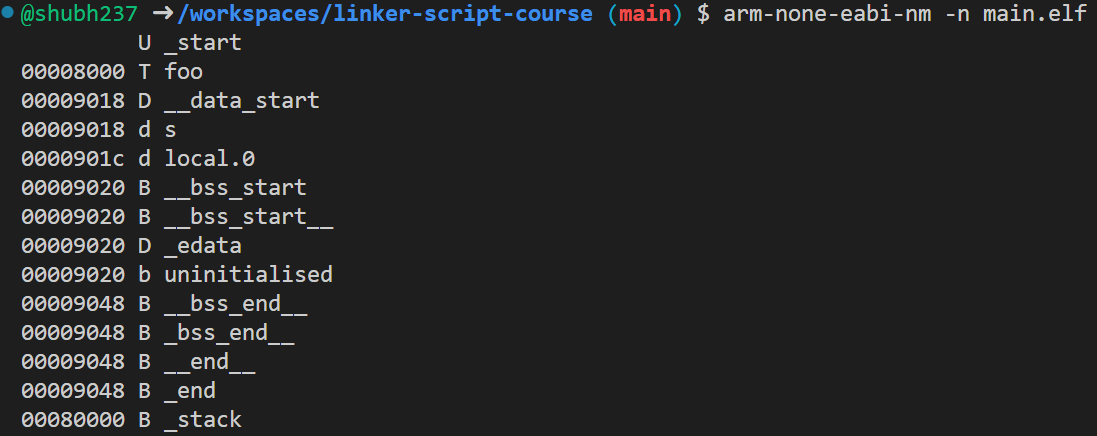 @shubh237 ➜/workspaces/linker-script-course (main) $ arm-none-eabi-nm -n main.elf
         U _start
00008000 T foo
00009018 D __data_start
00009018 d s
0000901c d local.0
00009020 B __bss_start
00009020 B __bss_start__
00009020 D _edata
00009020 b uninitialised
00009048 B __bss_end__
00009048 B _bss_end__
00009048 B __end__
00009048 B _end
00080000 B _stack